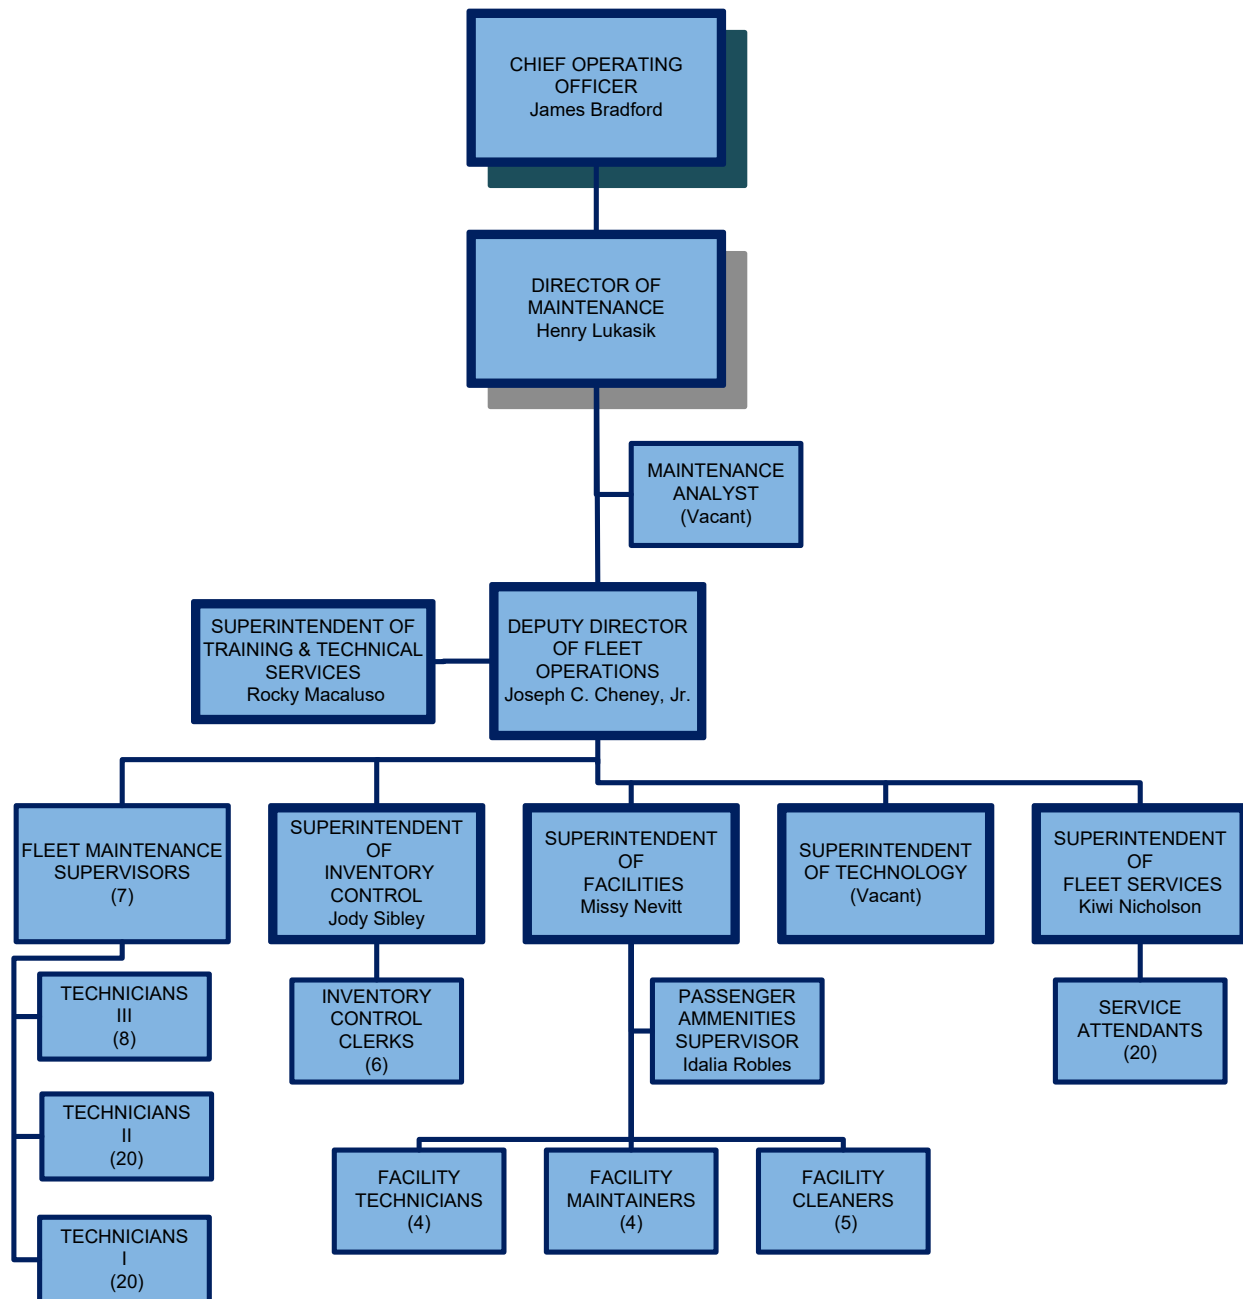 CHIEF OPERATING
OFFICER
James Bradford
DIRECTOR OF
MAINTENANCE
Henry Lukasik
MAINTENANCE
ANALYST
(Vacant)
SUPERINTENDENT OF
TRAINING & TECHNICAL
SERVICES
Rocky Macaluso
DEPUTY DIRECTOR
OF FLEET
OPERATIONS
Joseph C. Cheney, Jr.
FLEET MAINTENANCE
SUPERVISORS
(7)
SUPERINTENDENT
OF
INVENTORY
CONTROL
Jody Sibley
SUPERINTENDENT
OF
FACILITIES
Missy Nevitt
SUPERINTENDENT
OF TECHNOLOGY
(Vacant)
SUPERINTENDENT
OF
FLEET SERVICES
Kiwi Nicholson
TECHNICIANS
III
(8)
INVENTORY
CONTROL
CLERKS
(6)
PASSENGER
AMMENITIES
SUPERVISOR
Idalia Robles
SERVICE
ATTENDANTS
(20)
TECHNICIANS
II
(20)
FACILITY
TECHNICIANS
(4)
FACILITY
MAINTAINERS
(4)
FACILITY
CLEANERS
(5)
TECHNICIANS
I
(20)